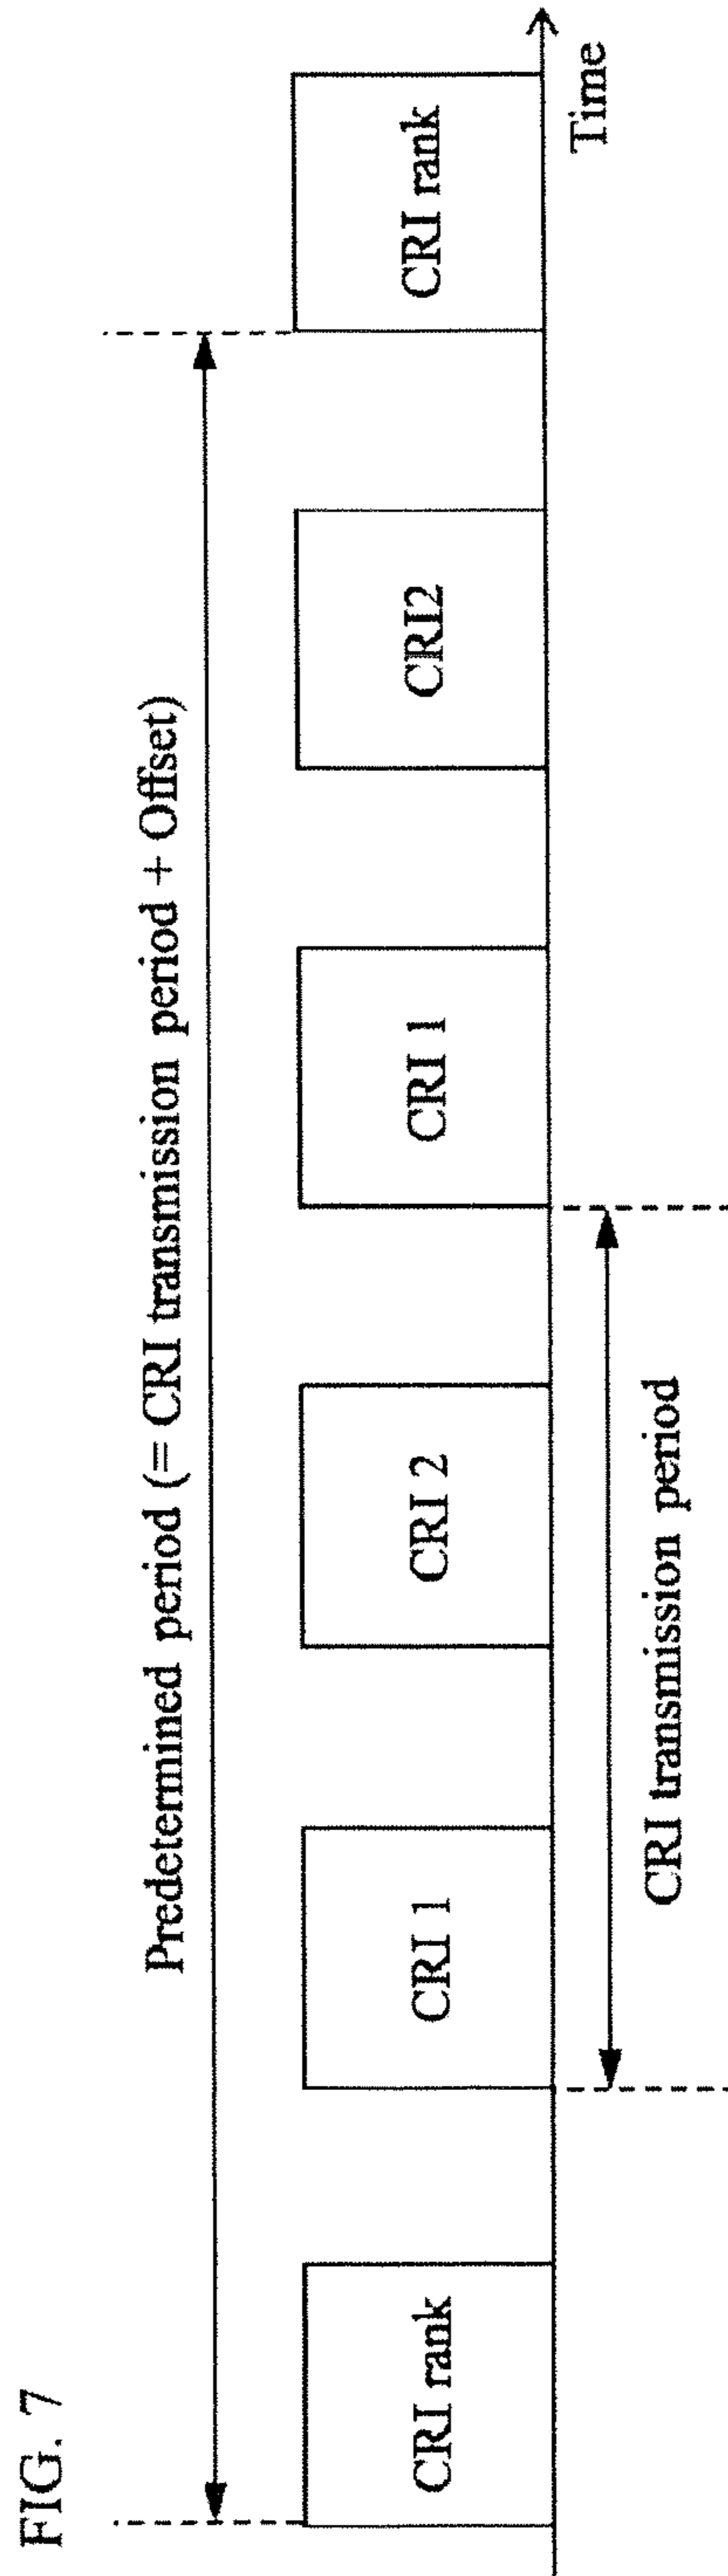 FIG. 7
Predetermined period (= CRI transmission period + Offset)
CRI rank
CRI 1
CRI 2
CRI 1
CRI2
CRI rank
Time
CRI transmission period